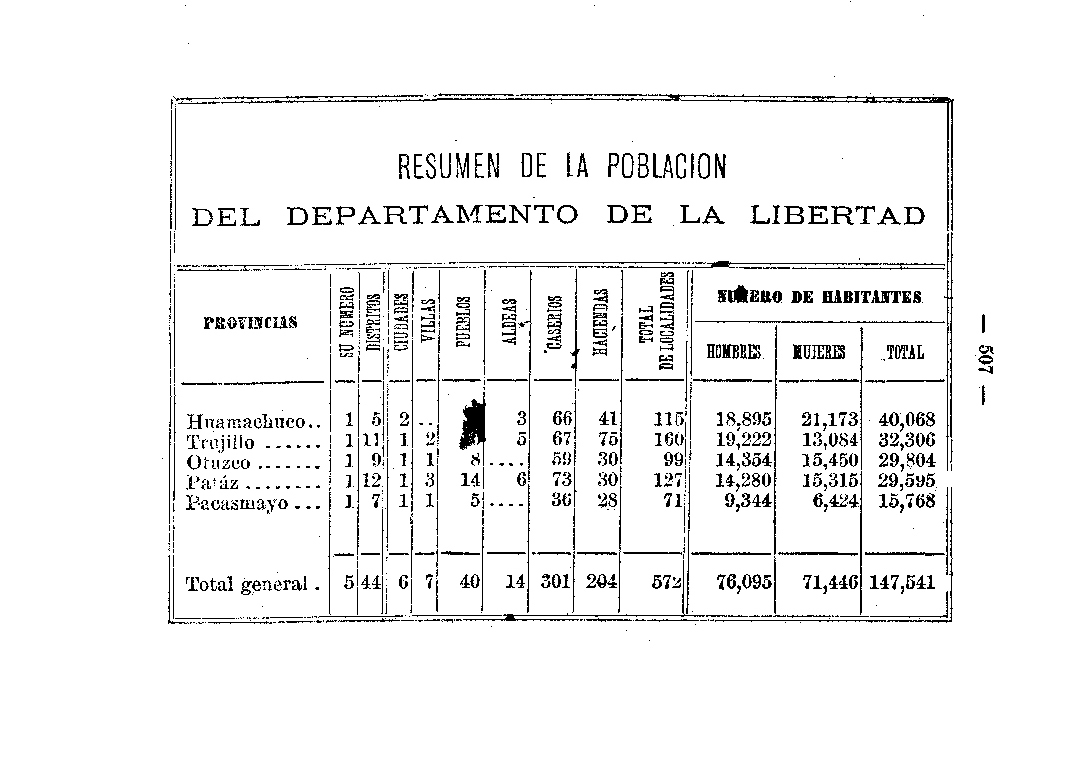 RESUMEN DE LA POBLACION
DEL DEPARTAMENTO DE LA LIBERTAD
PROVINCIAS SU NÚMERO DISTRITOS CIUDADES VILLAS PUEBLOS ALDEAS CASERIOS HACIENDAS TOTAL DE LOCALIDADES NUMERO DE HABITANTES
HOMBRES MUJERES TOTAL
Huamachuco.. 1 5 2 .. 3 66 41 115 18,895 21,173 40,068
Trujillo ...... 1 11 1 2 5 67 75 160 19,222 13,084 32,306
Otuzco ....... 1 9 1 1 8 .... 59 30 99 14,354 15,450 29,804
Patáz ........ 1 12 1 3 14 6 73 30 127 14,280 15,315 29,595
Pacasmayo ... 1 7 1 1 5 .... 36 28 71 9,344 6,424 15,768
Total general . 5 44 6 7 40 14 301 204 572 76,095 71,446 147,541
— 507 —